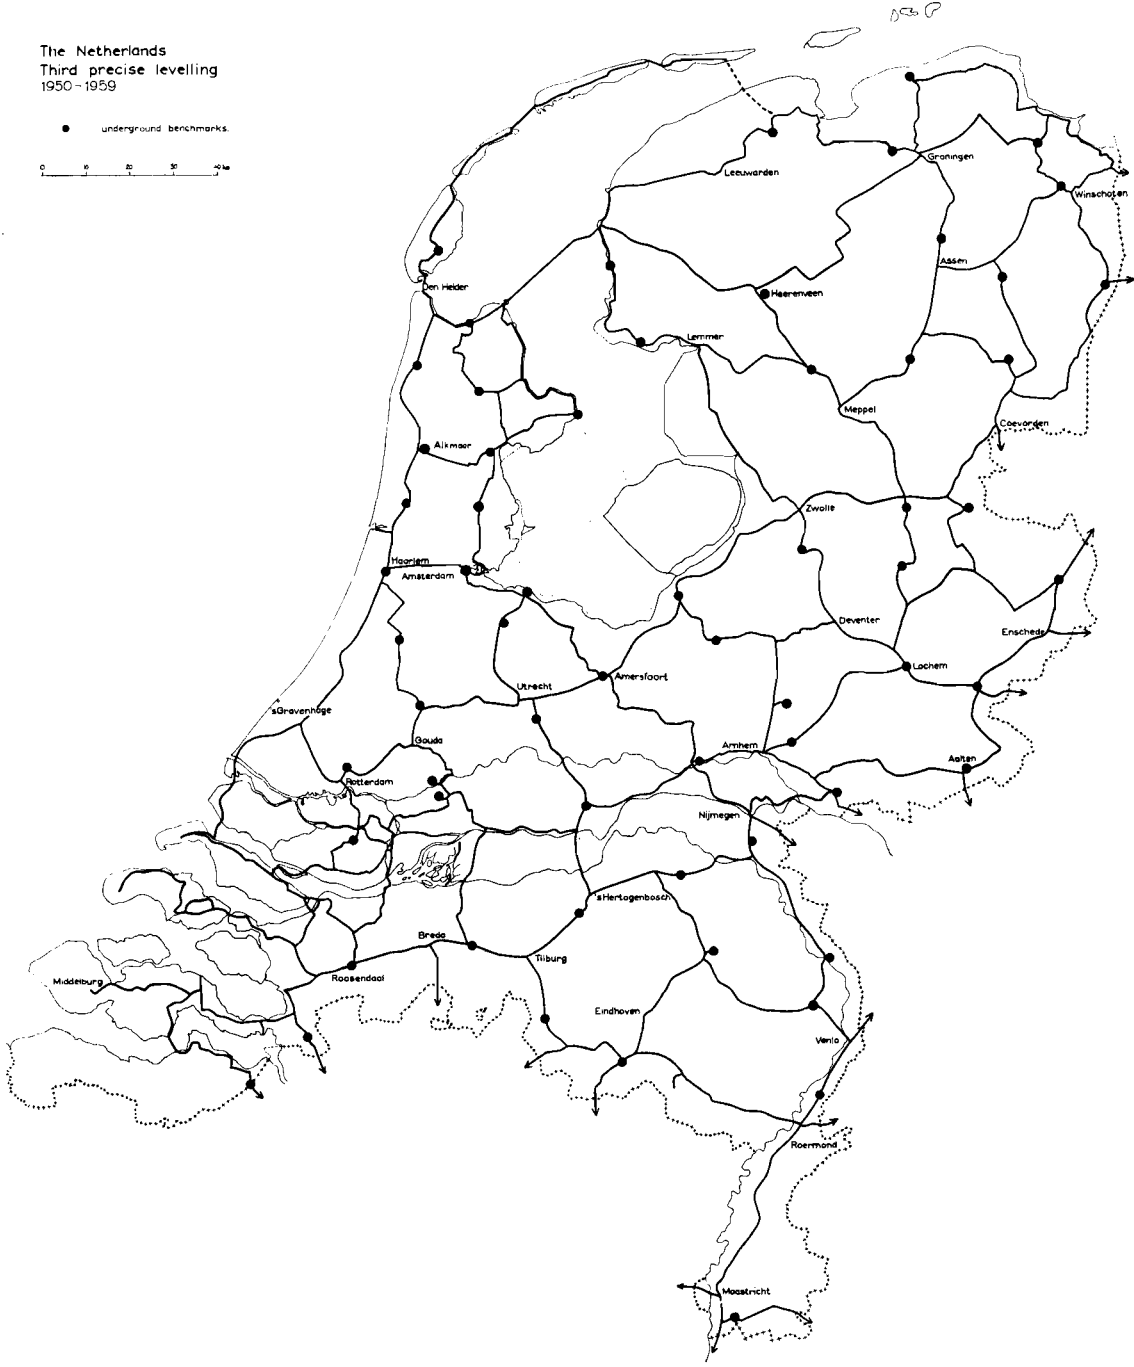 The Netherlands
Third precise levelling
1950-1959
underground benchmarks.
0 10 20 30 40 km
Groningen
Leeuwarden
Winschoten
Assen
Den Helder
Heerenveen
Lemmer
Meppel
Coevorden
Alkmaar
Zwolle
Haarlem
Amsterdam
Deventer
Enschede
Lochem
Amersfoort
Utrecht
'sGravenhage
Gouda
Arnhem
Aalten
Rotterdam
Nijmegen
'sHertogenbosch
Breda
Tilburg
Roosendaal
Middelburg
Eindhoven
Venlo
Roermond
Maastricht